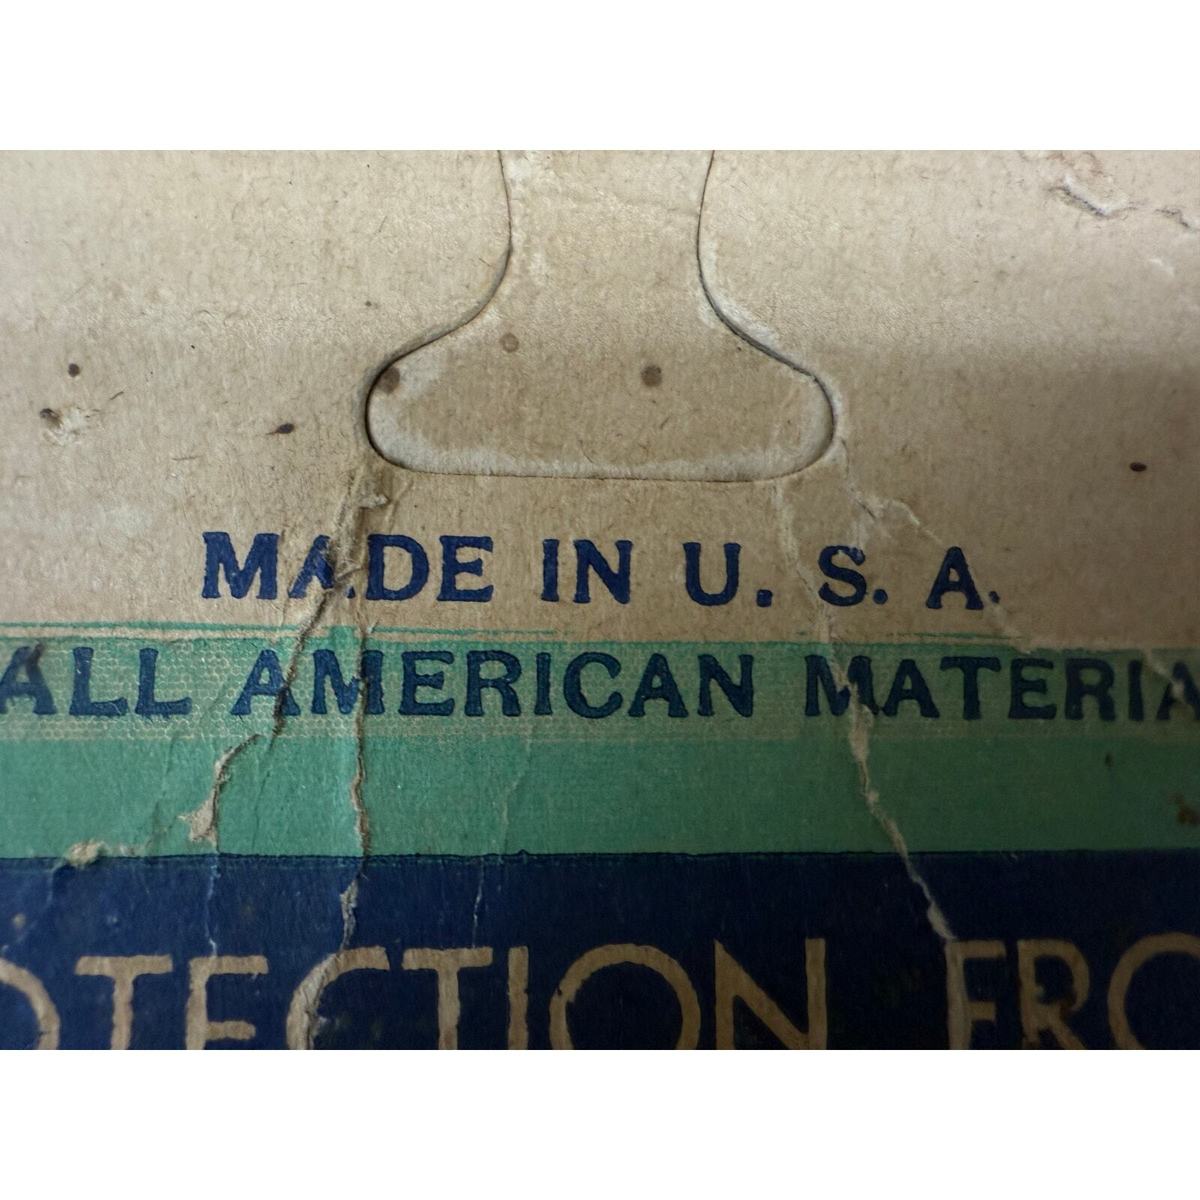 MADE IN U. S. A.
ALL AMERICAN MATERIA
OTECTION FRO